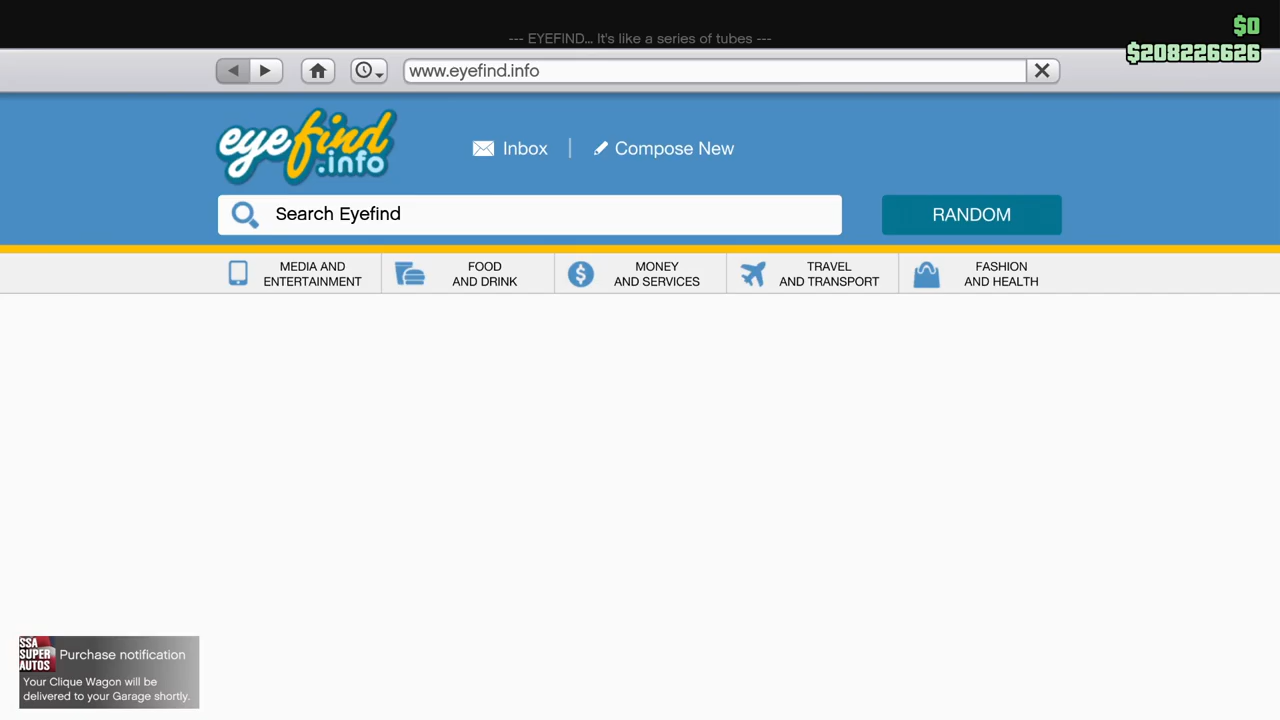 $0
--- EYEFIND... It's like a series of tubes ---
$208226626
www.eyefind.info
eyefind
.info
Inbox | Compose New
Search Eyefind
RANDOM
MEDIA AND
ENTERTAINMENT
FOOD
AND DRINK
MONEY
AND SERVICES
TRAVEL
AND TRANSPORT
FASHION
AND HEALTH
SSA
SUPER
AUTOS
Purchase notification
Your Clique Wagon will be
delivered to your Garage shortly.